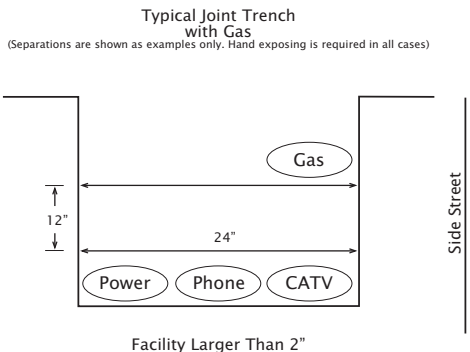 Typical Joint Trench
with Gas
(Separations are shown as examples only. Hand exposing is required in all cases)
Gas
Side Street
12”
24”
Power
Phone
CATV
Facility Larger Than 2”